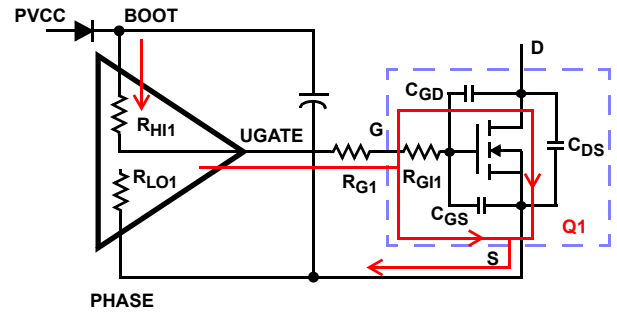 PVCC
BOOT
D
CGD
RHI1
UGATE
G
CDS
RLO1
RG1
RGI1
CGS
Q1
S
PHASE